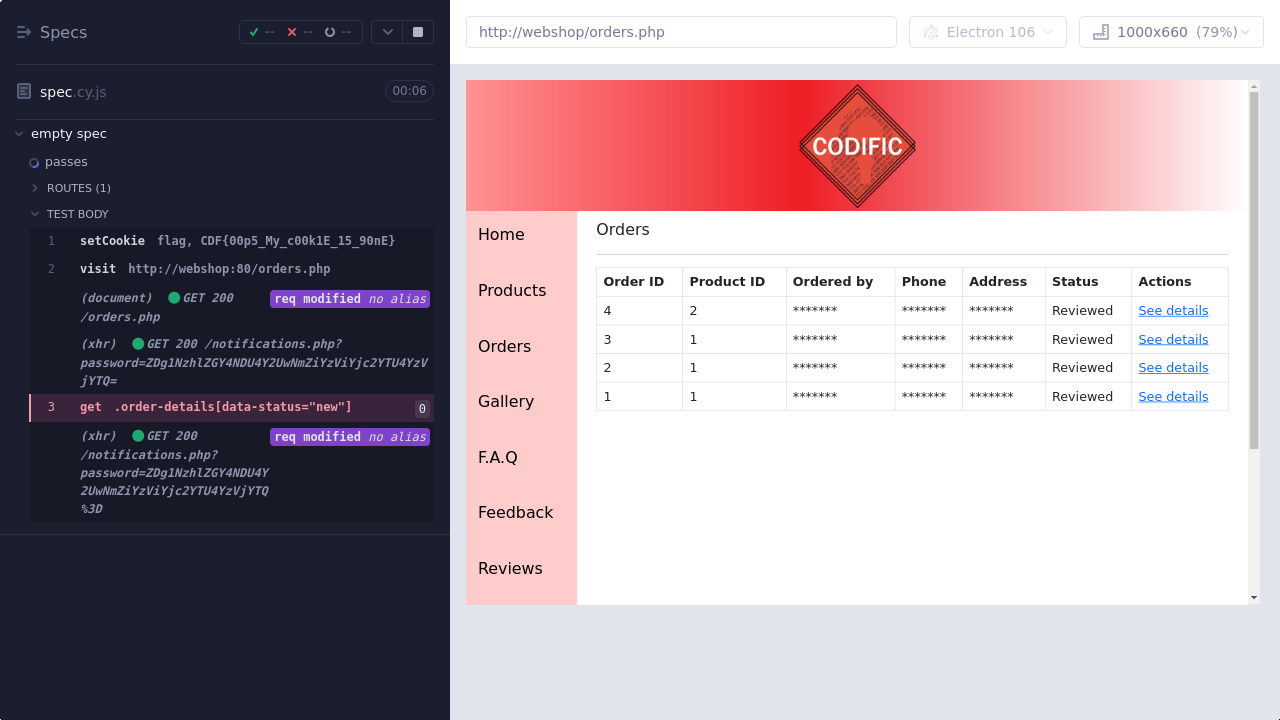 Specs
-- -- --
spec.cy.js
00:06
empty spec
passes
ROUTES (1)
TEST BODY
1 setCookie flag, CDF{00p5_My_c00k1E_15_90nE}
2 visit http://webshop:80/orders.php
(document) GET 200 req modified no alias
/orders.php
(xhr) GET 200 /notifications.php?
password=ZDg1NzhlZGY4NDU4Y2UwNmZiYzViYjc2YTU4YzV
jYTQ=
3 get .order-details[data-status="new"] 0
(xhr) GET 200 req modified no alias
/notifications.php?
password=ZDg1NzhlZGY4NDU4Y
2UwNmZiYzViYjc2YTU4YzVjYTQ
%3D
http://webshop/orders.php
Electron 106
1000x660 (79%)
CODIFIC
Home
Products
Orders
Gallery
F.A.Q
Feedback
Reviews
Orders
Order ID Product ID Ordered by Phone Address Status Actions
4 2 ******* ******* ******* Reviewed See details
3 1 ******* ******* ******* Reviewed See details
2 1 ******* ******* ******* Reviewed See details
1 1 ******* ******* ******* Reviewed See details